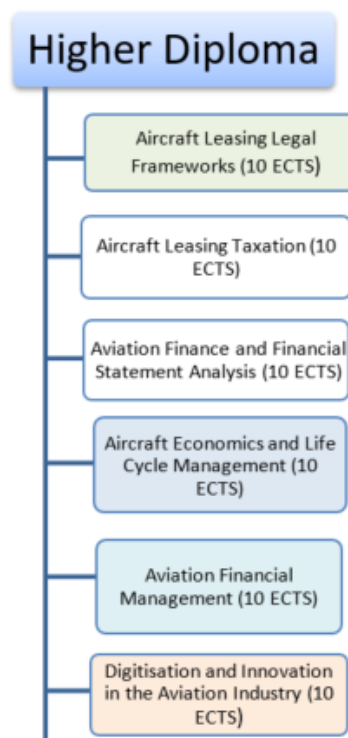 Higher Diploma
Aircraft Leasing Legal
Frameworks (10 ECTS)
Aircraft Leasing Taxation (10
ECTS)
Aviation Finance and Financial
Statement Analysis (10 ECTS)
Aircraft Economics and Life
Cycle Management (10
ECTS)
Aviation Financial
Management (10 ECTS)
Digitisation and Innovation
in the Aviation Industry (10
ECTS)